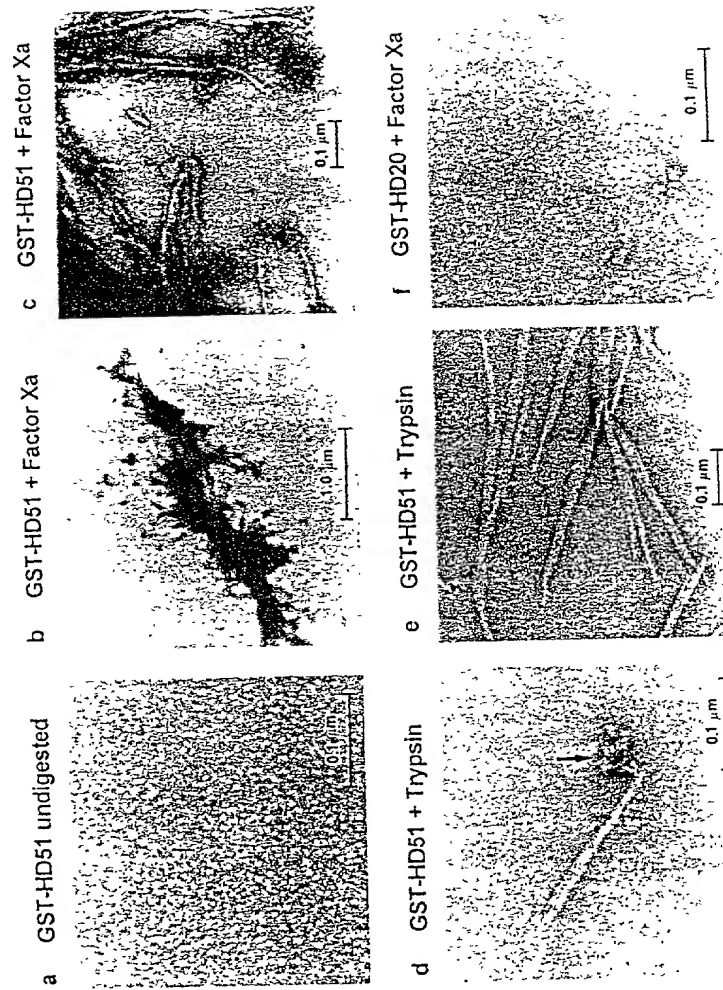 a GST-HD51 undigested
0.1 μm
b GST-HD51 + Factor Xa
1.0 μm
c GST-HD51 + Factor Xa
0.1 μm
d GST-HD51 + Trypsin
0.1 μm
e GST-HD51 + Trypsin
0.1 μm
f GST-HD20 + Factor Xa
0.1 μm